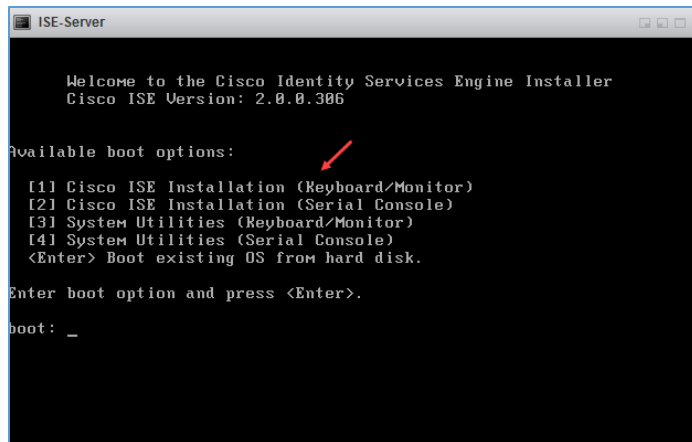 ISE-Server
Welcome to the Cisco Identity Services Engine Installer
Cisco ISE Version: 2.0.0.306
Available boot options:
[1] Cisco ISE Installation (Keyboard/Monitor)
[2] Cisco ISE Installation (Serial Console)
[3] System Utilities (Keyboard/Monitor)
[4] System Utilities (Serial Console)
<Enter> Boot existing OS from hard disk.
Enter boot option and press <Enter>.
boot: _